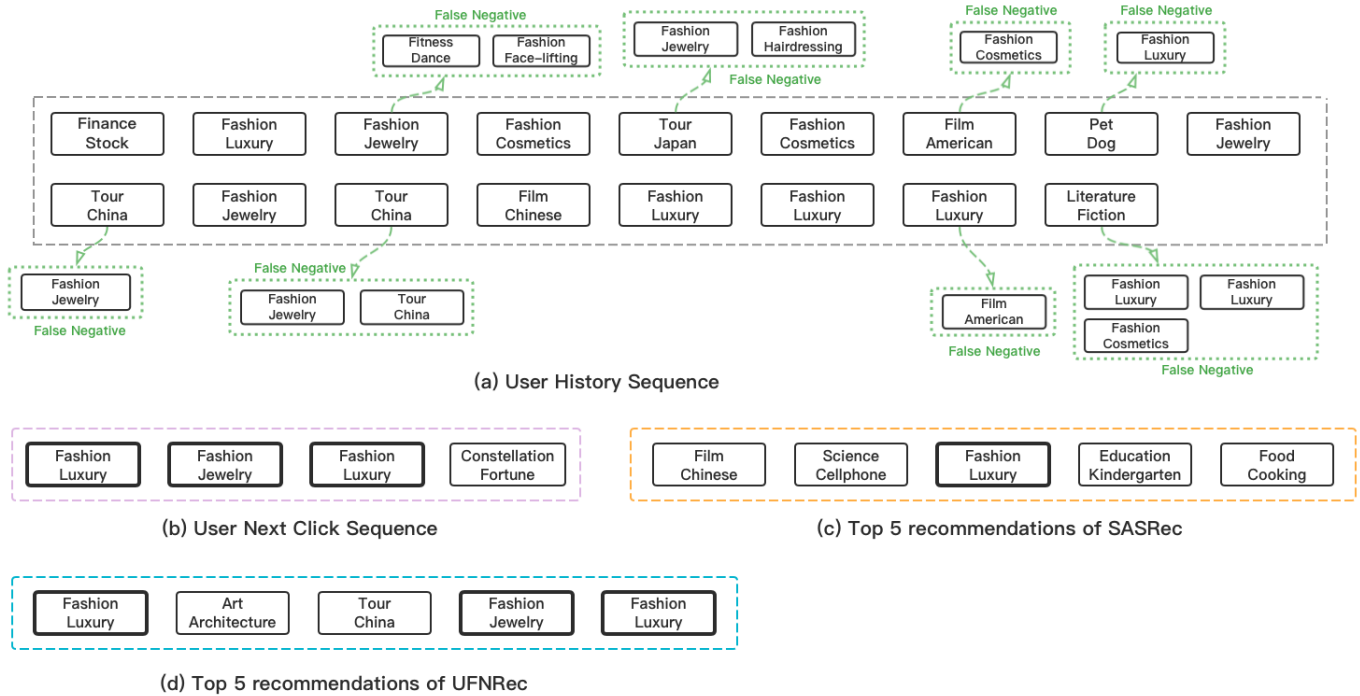 False Negative
Fitness
Dance
Fashion
Face-lifting
Fashion
Jewelry
Fashion
Hairdressing
False Negative
False Negative
Fashion
Cosmetics
False Negative
Fashion
Luxury
Finance
Stock
Fashion
Luxury
Fashion
Jewelry
Fashion
Cosmetics
Tour
Japan
Fashion
Cosmetics
Film
American
Pet
Dog
Fashion
Jewelry
Tour
China
Fashion
Jewelry
Tour
China
Film
Chinese
Fashion
Luxury
Fashion
Luxury
Fashion
Luxury
Literature
Fiction
Fashion
Jewelry
False Negative
False Negative
Fashion
Jewelry
Tour
China
Film
American
False Negative
Fashion
Luxury
Fashion
Luxury
Fashion
Cosmetics
False Negative
(a) User History Sequence
Fashion
Luxury
Fashion
Jewelry
Fashion
Luxury
Constellation
Fortune
(b) User Next Click Sequence
Film
Chinese
Science
Cellphone
Fashion
Luxury
Education
Kindergarten
Food
Cooking
(c) Top 5 recommendations of SASRec
Fashion
Luxury
Art
Architecture
Tour
China
Fashion
Jewelry
Fashion
Luxury
(d) Top 5 recommendations of UFNRec